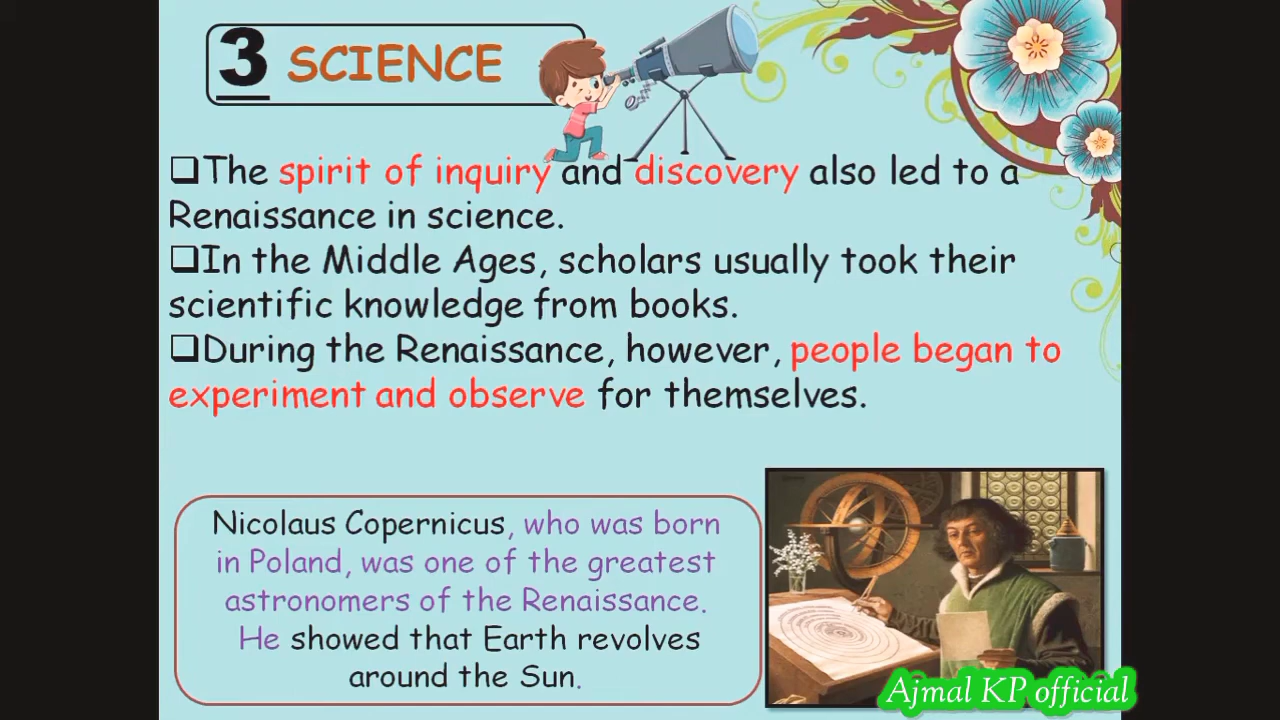 3 SCIENCE
❑The spirit of inquiry and discovery also led to a
Renaissance in science.
❑In the Middle Ages, scholars usually took their
scientific knowledge from books.
❑During the Renaissance, however, people began to
experiment and observe for themselves.
Nicolaus Copernicus, who was born
in Poland, was one of the greatest
astronomers of the Renaissance.
He showed that Earth revolves
around the Sun.
Ajmal KP official